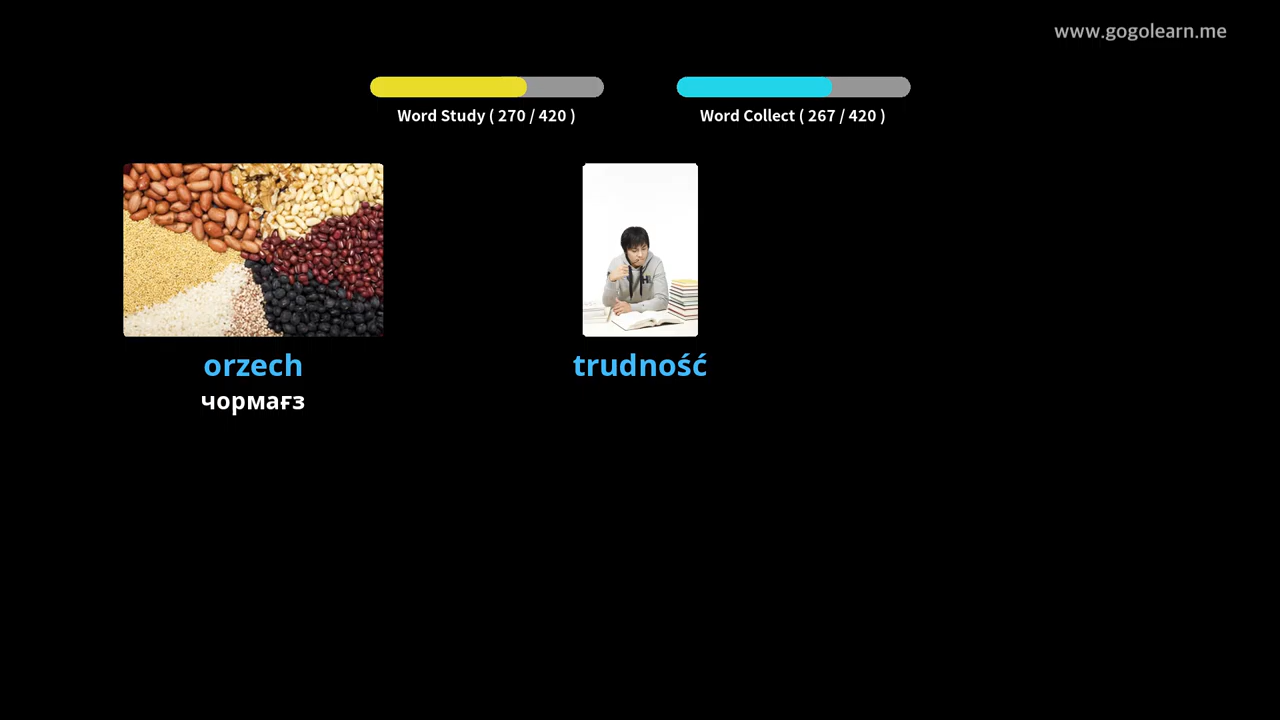 www.gogolearn.me
Word Study ( 270 / 420 )
Word Collect ( 267 / 420 )
orzech
чормағз
trudność